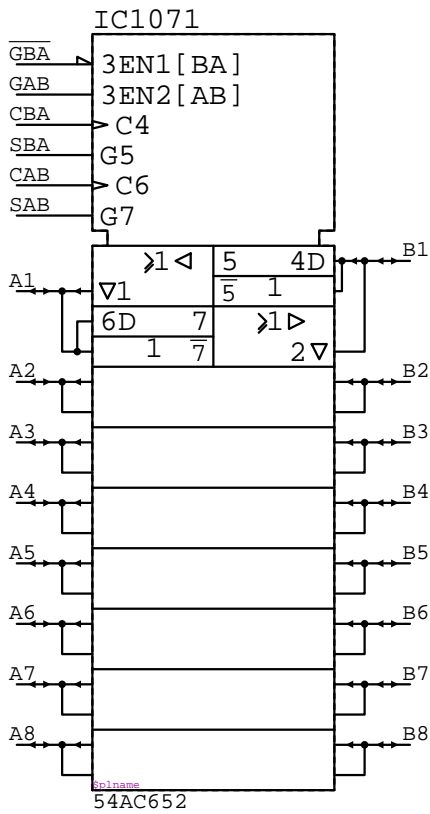 IC1071
GBA
3EN1[BA]
GAB
3EN2[AB]
CBA
C4
SBA
G5
CAB
C6
SAB
G7
≥1 5 4D B1
A1 ▽1 5 1
6D 7 ≥1
1 7 2▽
A2 B2
A3 B3
A4 B4
A5 B5
A6 B6
A7 B7
A8 B8
$plname
54AC652